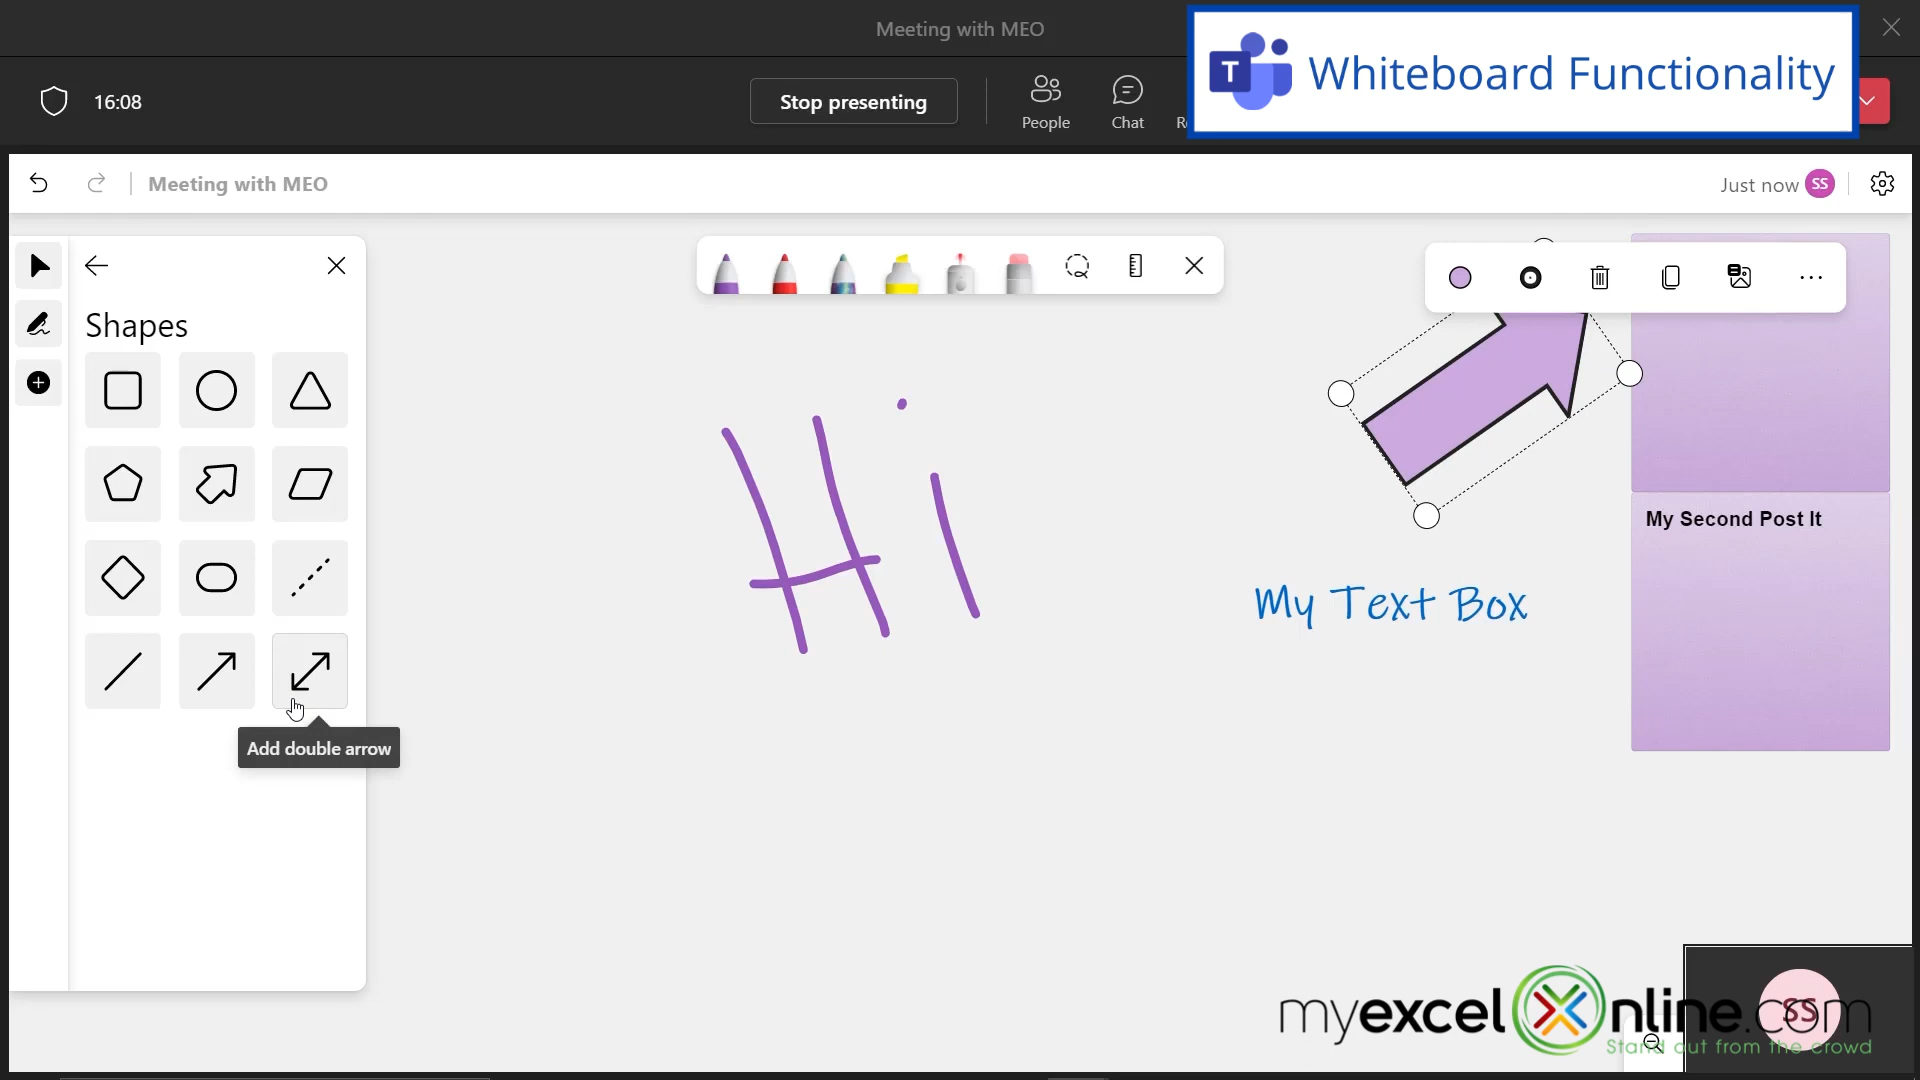 Meeting with MEO
T Whiteboard Functionality
16:08
Stop presenting
People
Chat
Meeting with MEO
Just now SS
Shapes
Hi
My Second Post It
My Text Box
Add double arrow
myexcelOnline.com
Stand out from the crowd
SS